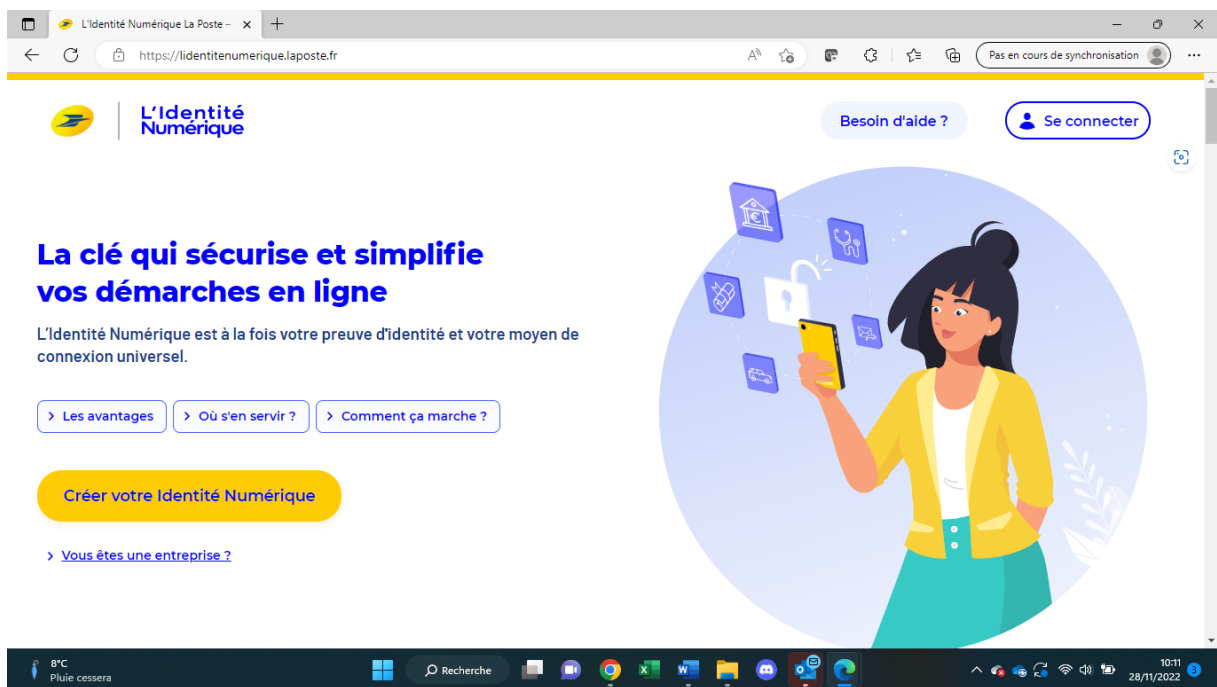 L'Identité Numérique La Poste –
https://lidentitenumerique.laposte.fr
Pas en cours de synchronisation
L'Identité
Numérique
Besoin d'aide ?
Se connecter
La clé qui sécurise et simplifie
vos démarches en ligne
L'Identité Numérique est à la fois votre preuve d'identité et votre moyen de
connexion universel.
> Les avantages > Où s'en servir ? > Comment ça marche ?
Créer votre Identité Numérique
> Vous êtes une entreprise ?
8°C
Pluie cessera
Recherche
10:11
28/11/2022
3